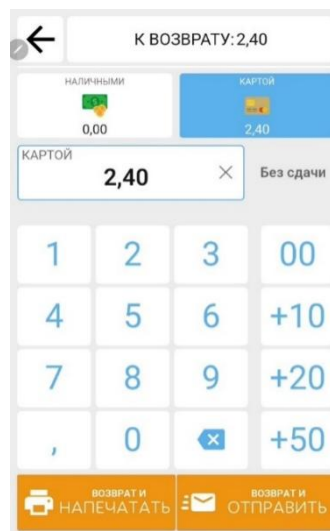 К ВОЗВРАТУ: 2,40
НАЛИЧНЫМИ
0,00
КАРТОЙ
2,40
КАРТОЙ
2,40
Без сдачи
1 2 3 00
4 5 6 +10
7 8 9 +20
, 0 +50
ВОЗВРАТ И
НАПЕЧАТАТЬ
ВОЗВРАТ И
ОТПРАВИТЬ